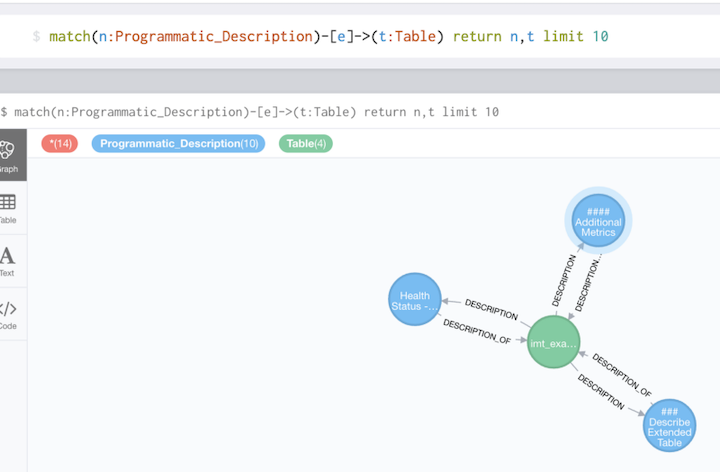 $ match(n:Programmatic_Description)-[e]->(t:Table) return n,t limit 10
$ match(n:Programmatic_Description)-[e]->(t:Table) return n,t limit 10
*(14) Programmatic_Description(10) Table(4)
raph
able
Text
Code
####
Additional
Metrics
DESCRIPTION
DESCRIPTION...
Health
Status -...
DESCRIPTION
DESCRIPTION_OF
imt_exa...
DESCRIPTION_OF
DESCRIPTION
###
Describe
Extended
Table